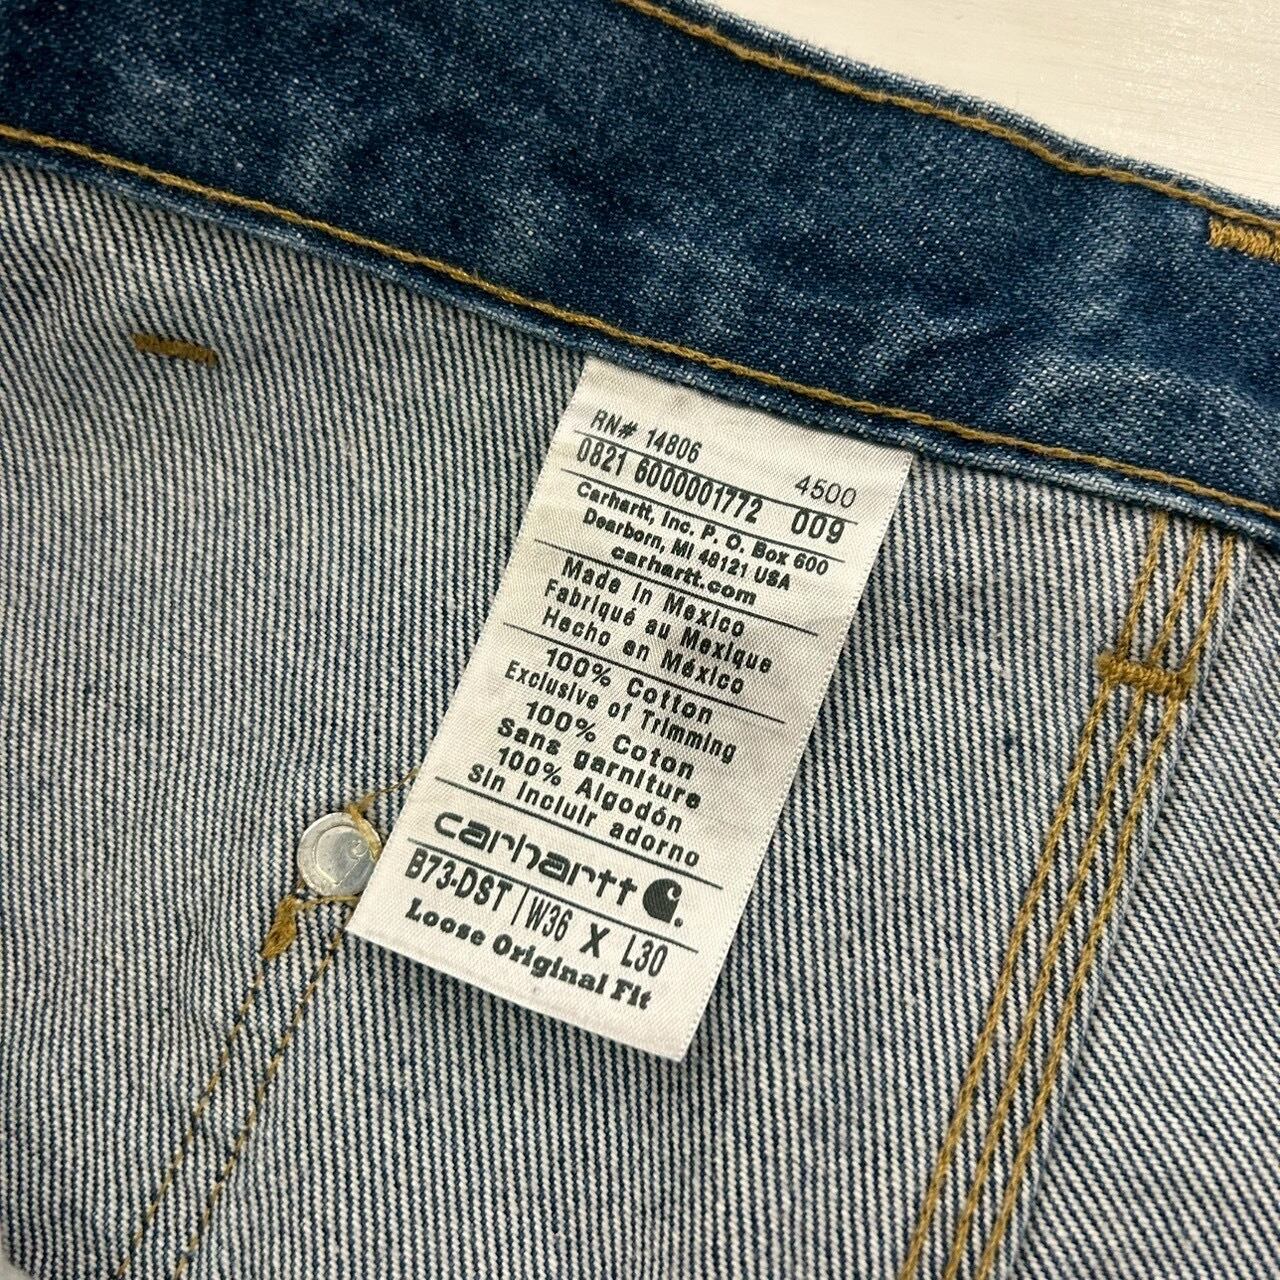 RN# 14806
4500
0821 6000001772 009
Carhartt, Inc. P. O. Box 600
Dearborn, MI 48121 USA
carhartt.com
Made in Mexico
Fabriqué au Mexique
Hecho en México
100% Cotton
Exclusive of Trimming
100% Coton
Sans garniture
100% Algodón
sin incluir adorno
carhartt
B73-DST | W36 X L30
Loose Original Fit